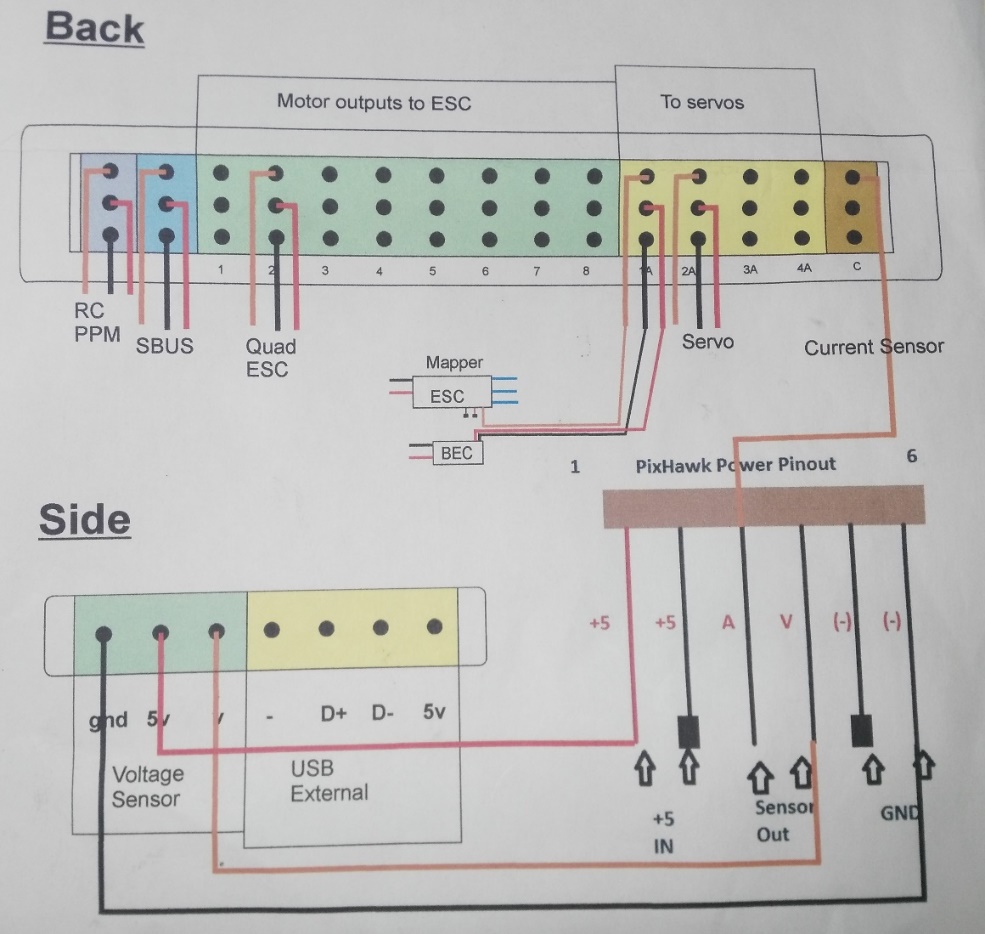 Back
Motor outputs to ESC
To servos
1 2 3 4 5 6 7 8 1A 2A 3A 4A C
RC
PPM
SBUS
Quad
ESC
Servo
Current Sensor
Mapper
ESC
BEC
1 PixHawk Power Pinout 6
Side
+5 +5 A V (-) (-)
gnd 5v v - D+ D- 5v
Voltage
Sensor
USB
External
+5
IN
Sensor
Out
GND